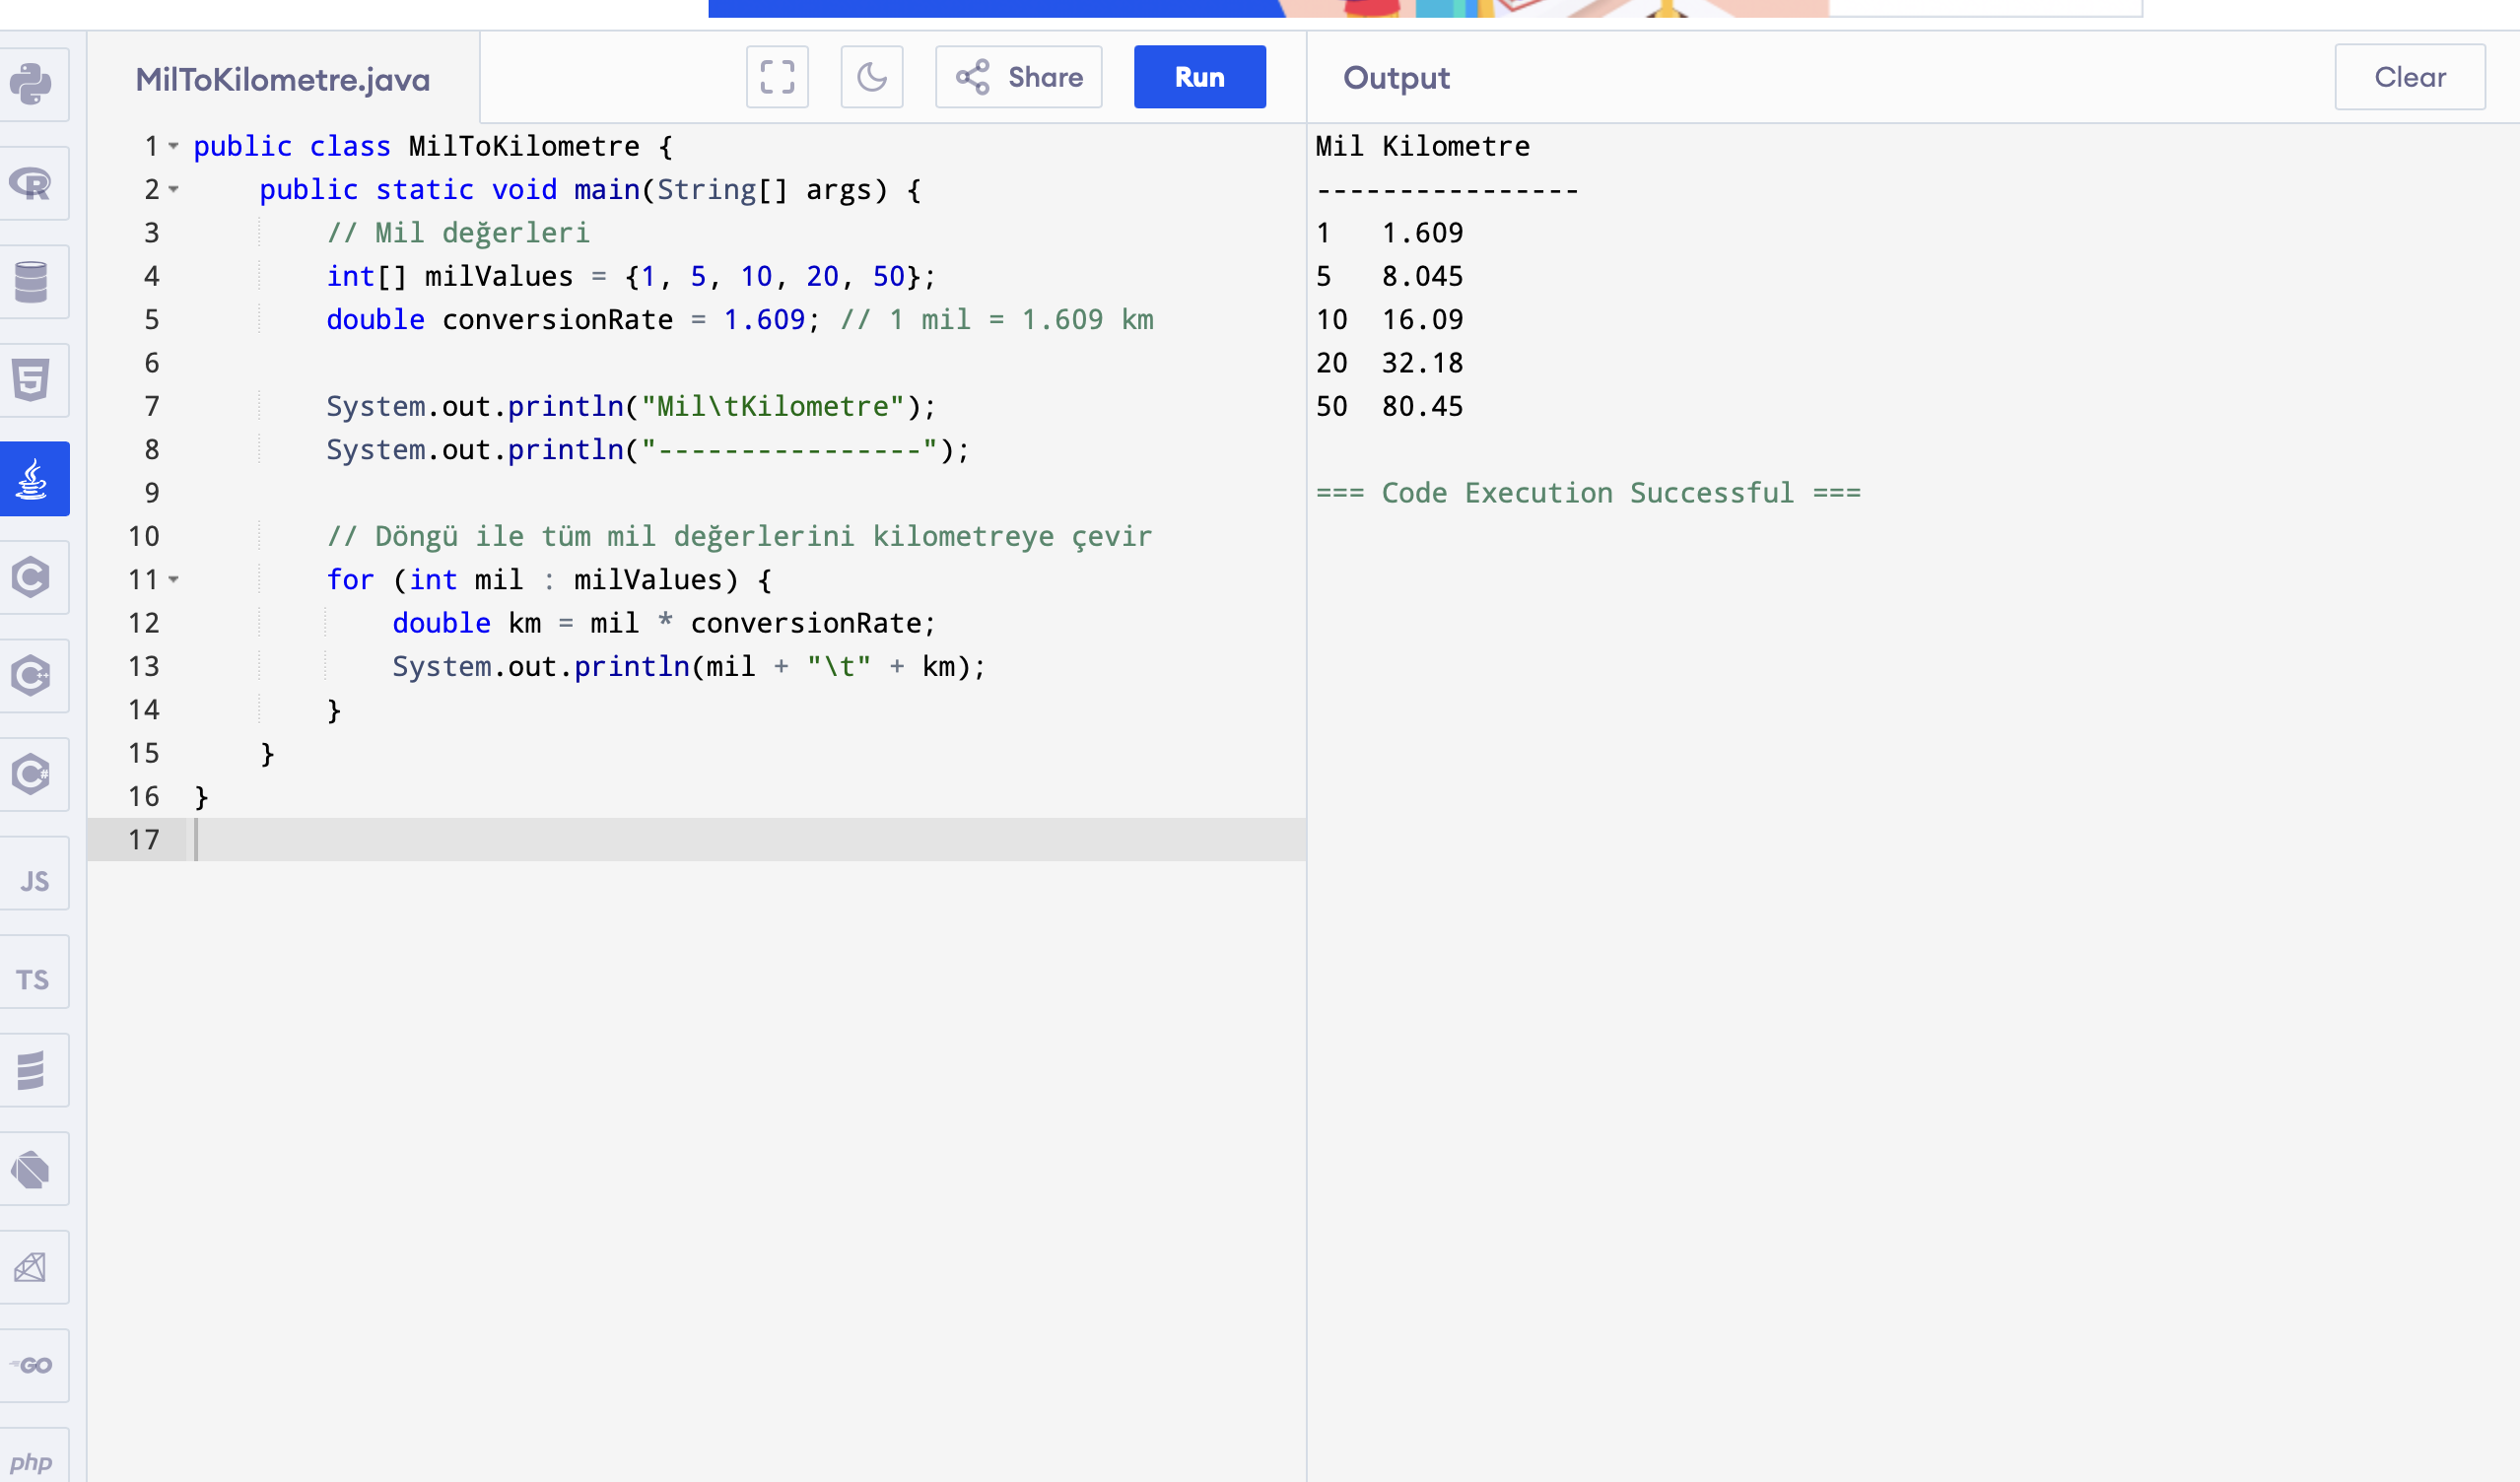 MilToKilometre.java
Share
Run
Output
Clear
1 public class MilToKilometre {
2     public static void main(String[] args) {
3         // Mil değerleri
4         int[] milValues = {1, 5, 10, 20, 50};
5         double conversionRate = 1.609; // 1 mil = 1.609 km
6
7         System.out.println("Mil\tKilometre");
8         System.out.println("----------------");
9
10         // Döngü ile tüm mil değerlerini kilometreye çevir
11         for (int mil : milValues) {
12             double km = mil * conversionRate;
13             System.out.println(mil + "\t" + km);
14         }
15     }
16 }
17
Mil Kilometre
----------------
1   1.609
5   8.045
10  16.09
20  32.18
50  80.45
=== Code Execution Successful ===
R
5
C
C++
C#
JS
TS
GO
php